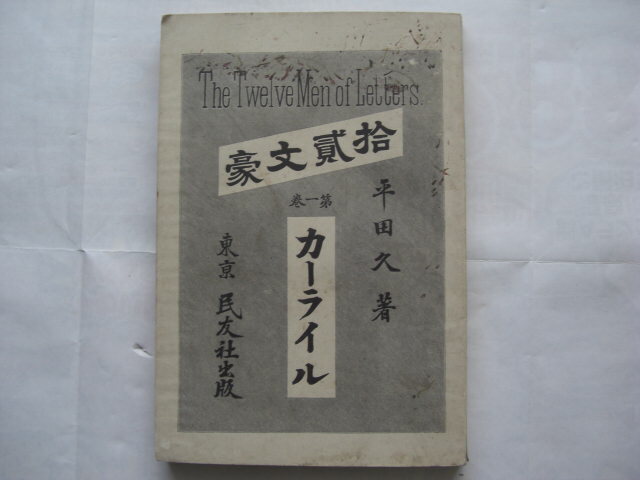 The Twelve Men of Letters.
拾貳文豪
第一巻
平田久著
カーライル
東京 民友社出版